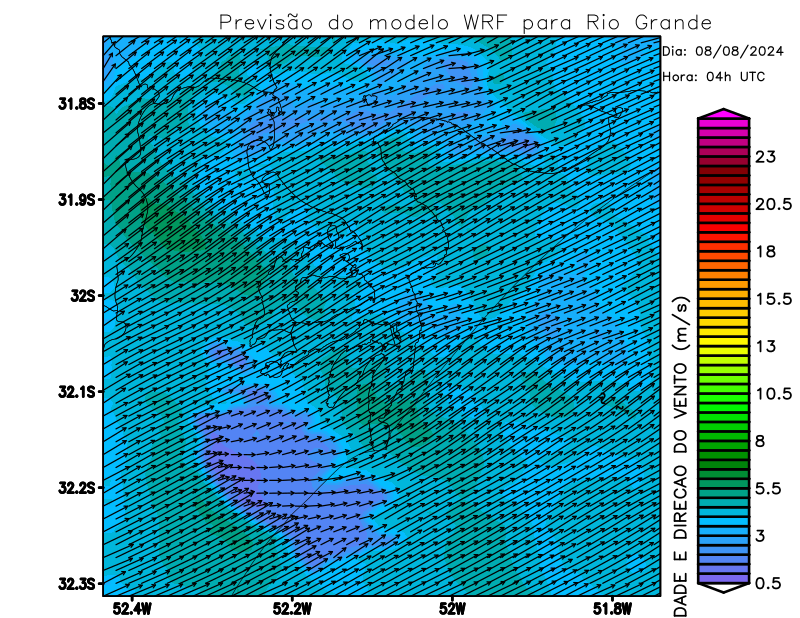 Previsão do modelo WRF para Rio Grande
Dia: 08/08/2024
Hora: 04h UTC
31.8S
31.9S
32S
32.1S
32.2S
32.3S
52.4W
52.2W
52W
51.8W
23
20.5
18
15.5
13
10.5
8
5.5
3
0.5
DADE E DIRECAO DO VENTO (m/s)